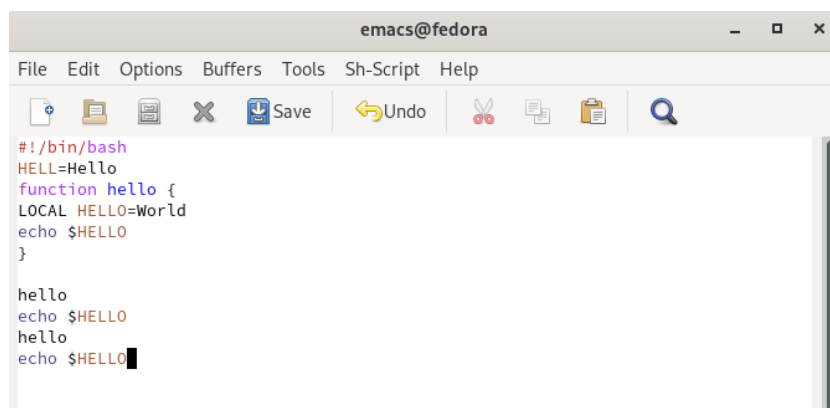 emacs@fedora
File Edit Options Buffers Tools Sh-Script Help
Save Undo
#!/bin/bash
HELL=Hello
function hello {
LOCAL HELLO=World
echo $HELLO
}
hello
echo $HELLO
hello
echo $HELLO